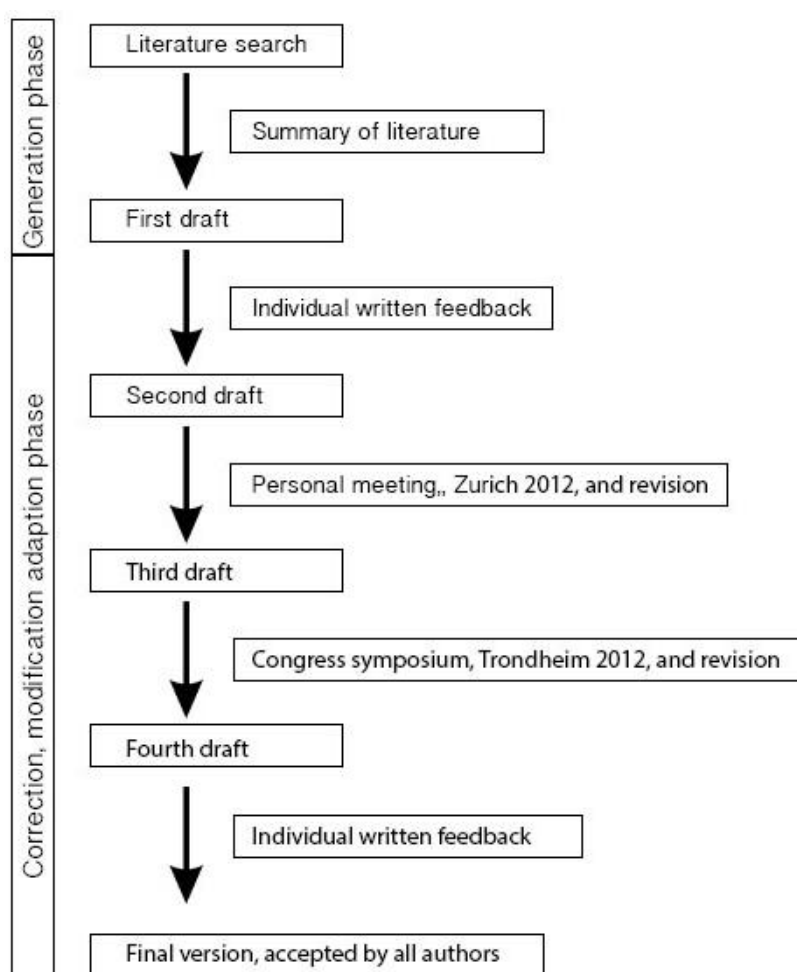 Generation phase
Literature search
Summary of literature
First draft
Correction, modification adaption phase
Individual written feedback
Second draft
Personal meeting,, Zurich 2012, and revision
Third draft
Congress symposium, Trondheim 2012, and revision
Fourth draft
Individual written feedback
Final version, accepted by all authors